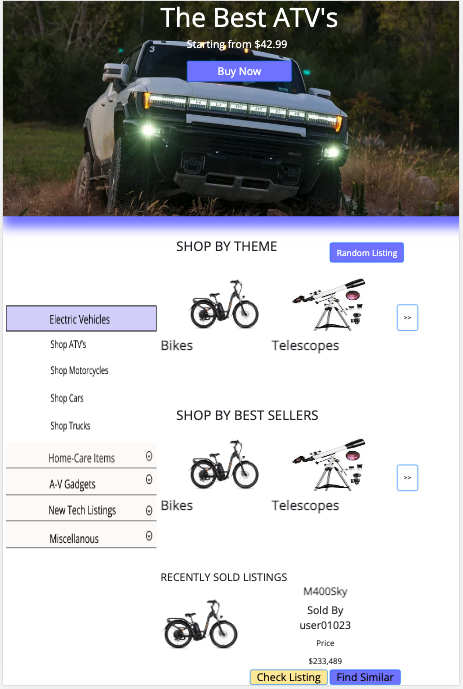 The Best ATV's
Starting from $42.99
Buy Now
SHOP BY THEME
Random Listing
Electric Vehicles
Shop ATV's
Shop Motorcycles
Shop Cars
Shop Trucks
Home-Care Items
A-V Gadgets
New Tech Listings
Miscellanous
Bikes
Telescopes
>>
SHOP BY BEST SELLERS
Bikes
Telescopes
>>
RECENTLY SOLD LISTINGS
M400Sky
Sold By
user01023
Price
$233,489
Check Listing
Find Similar